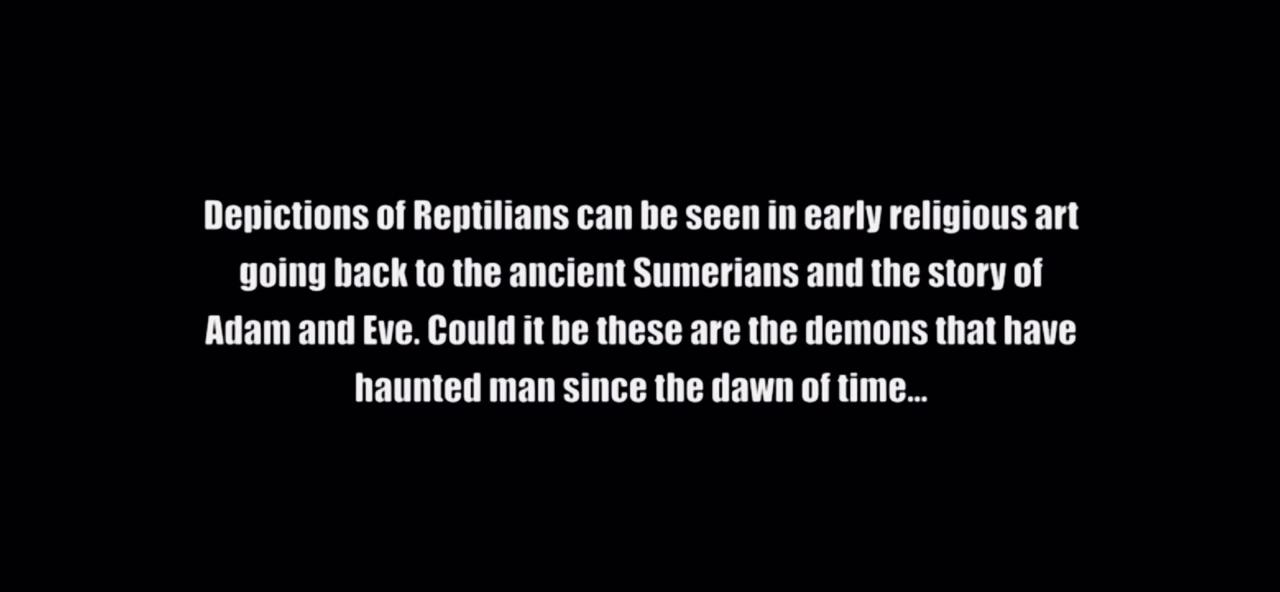 Depictions of Reptilians can be seen in early religious art
going back to the ancient Sumerians and the story of
Adam and Eve. Could it be these are the demons that have
haunted man since the dawn of time...